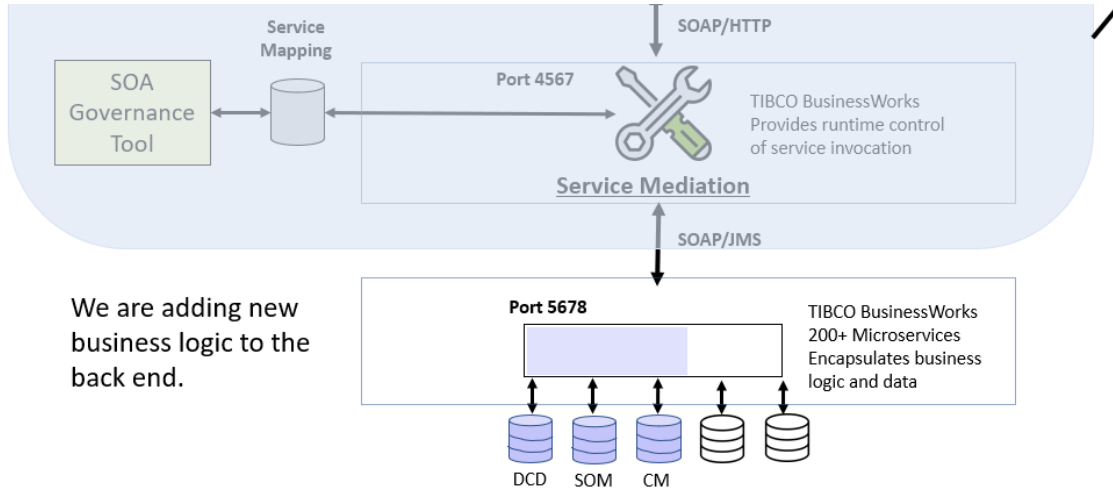 SOAP/HTTP
Service
Mapping
Port 4567
SOA
Governance
Tool
TIBCO BusinessWorks
Provides runtime control
of service invocation
Service Mediation
SOAP/JMS
We are adding new
business logic to the
back end.
Port 5678
TIBCO BusinessWorks
200+ Microservices
Encapsulates business
logic and data
DCD
SOM
CM